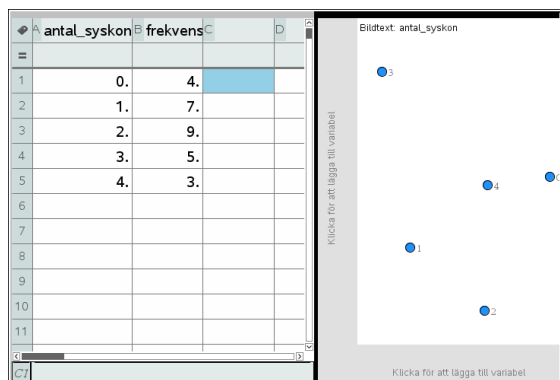 A antal_syskon B frekvens C D
=
1 0. 4.
2 1. 7.
3 2. 9.
4 3. 5.
5 4. 3.
6
7
8
9
10
11
C1
Bildtext: antal_syskon
3
0
4
1
2
Klicka för att lägga till variabel
Klicka för att lägga till variabel